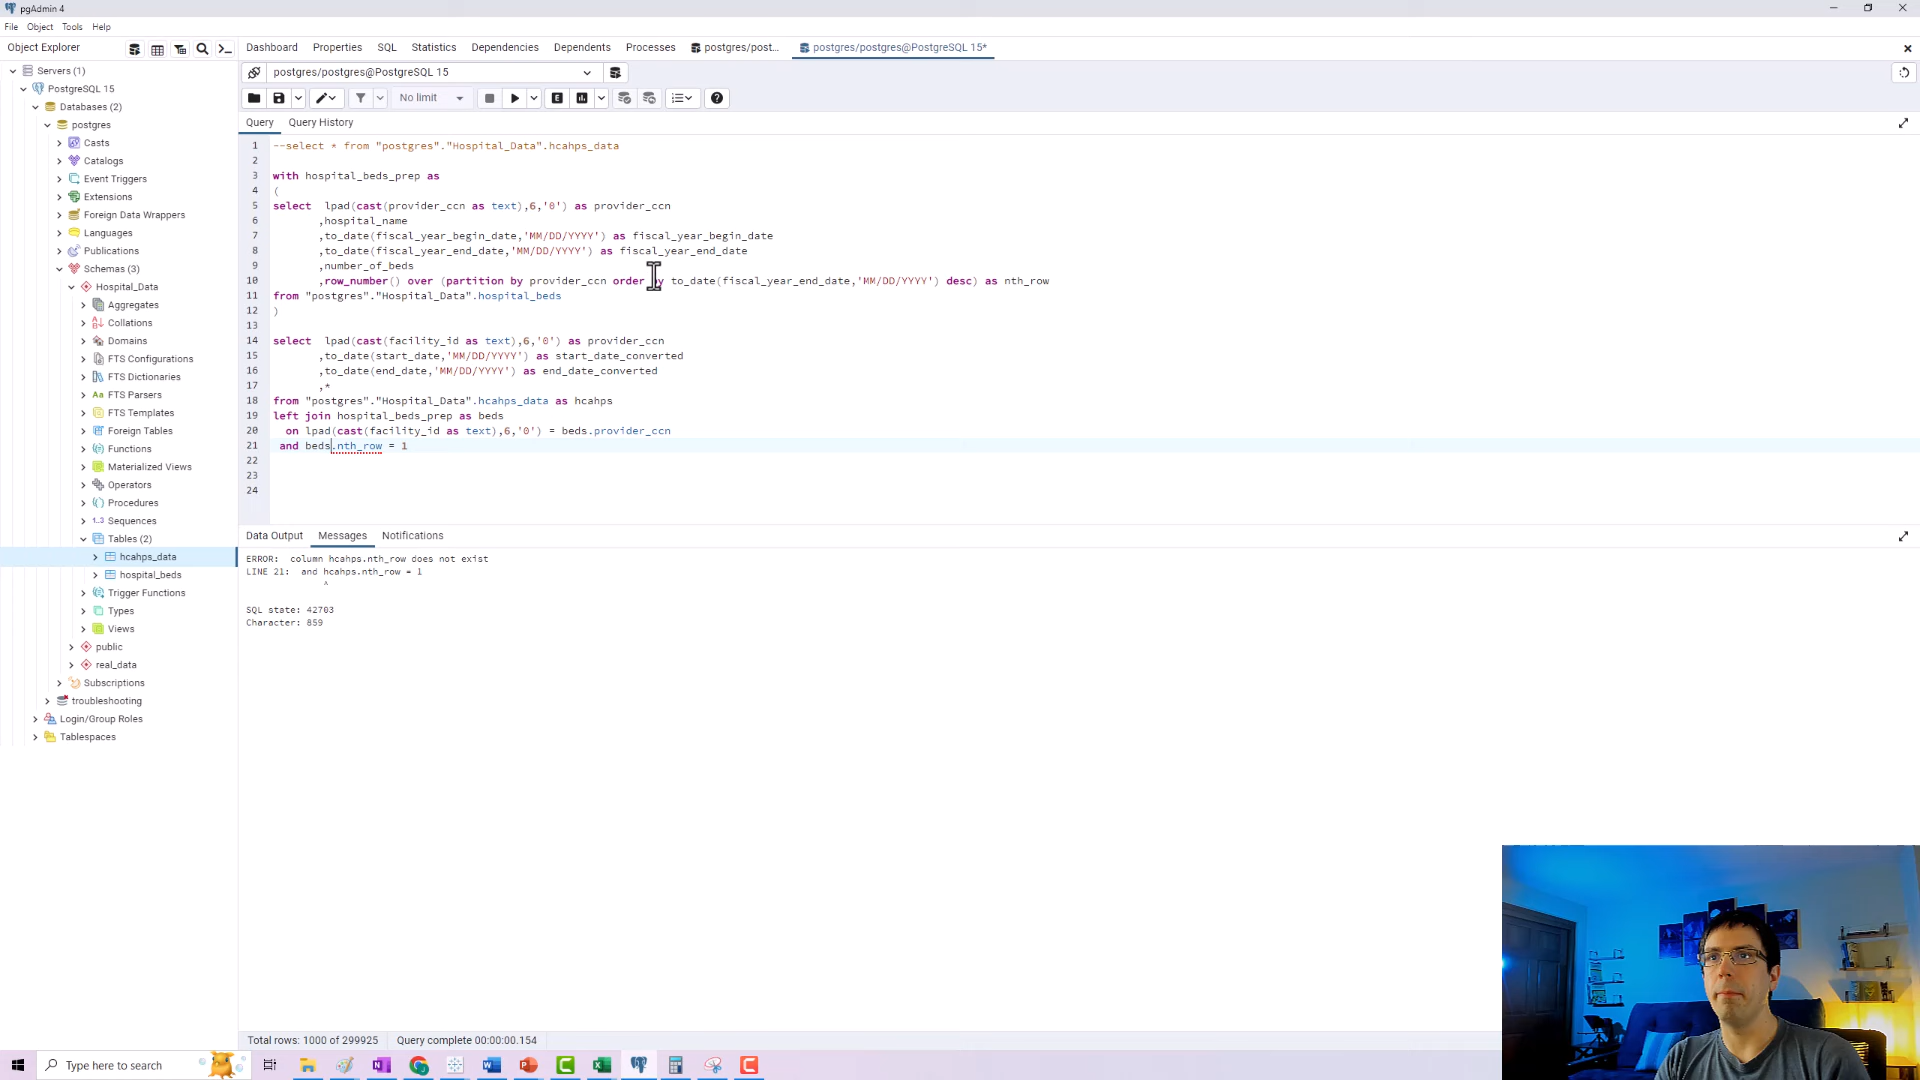 pgAdmin 4
File Object Tools Help
Object Explorer
Dashboard Properties SQL Statistics Dependencies Dependents Processes postgres/post... postgres/postgres@PostgreSQL 15*
postgres/postgres@PostgreSQL 15
No limit
Query Query History
Servers (1)
PostgreSQL 15
Databases (2)
postgres
Casts
Catalogs
Event Triggers
Extensions
Foreign Data Wrappers
Languages
Publications
Schemas (3)
Hospital_Data
Aggregates
Collations
Domains
FTS Configurations
FTS Dictionaries
FTS Parsers
FTS Templates
Foreign Tables
Functions
Materialized Views
Operators
Procedures
Sequences
Tables (2)
hcahps_data
hospital_beds
Trigger Functions
Types
Views
public
real_data
Subscriptions
troubleshooting
Login/Group Roles
Tablespaces
1 --select * from "postgres"."Hospital_Data".hcahps_data
2
3 with hospital_beds_prep as
4 (
5 select lpad(cast(provider_ccn as text),6,'0') as provider_ccn
6 ,hospital_name
7 ,to_date(fiscal_year_begin_date,'MM/DD/YYYY') as fiscal_year_begin_date
8 ,to_date(fiscal_year_end_date,'MM/DD/YYYY') as fiscal_year_end_date
9 ,number_of_beds
10 ,row_number() over (partition by provider_ccn order by to_date(fiscal_year_end_date,'MM/DD/YYYY') desc) as nth_row
11 from "postgres"."Hospital_Data".hospital_beds
12 )
13
14 select lpad(cast(facility_id as text),6,'0') as provider_ccn
15 ,to_date(start_date,'MM/DD/YYYY') as start_date_converted
16 ,to_date(end_date,'MM/DD/YYYY') as end_date_converted
17 ,*
18 from "postgres"."Hospital_Data".hcahps_data as hcahps
19 left join hospital_beds_prep as beds
20 on lpad(cast(facility_id as text),6,'0') = beds.provider_ccn
21 and beds.nth_row = 1
22
23
24
Data Output Messages Notifications
ERROR: column hcahps.nth_row does not exist
LINE 21: and hcahps.nth_row = 1
^
SQL state: 42703
Character: 859
Total rows: 1000 of 299925 Query complete 00:00:00.154
Type here to search